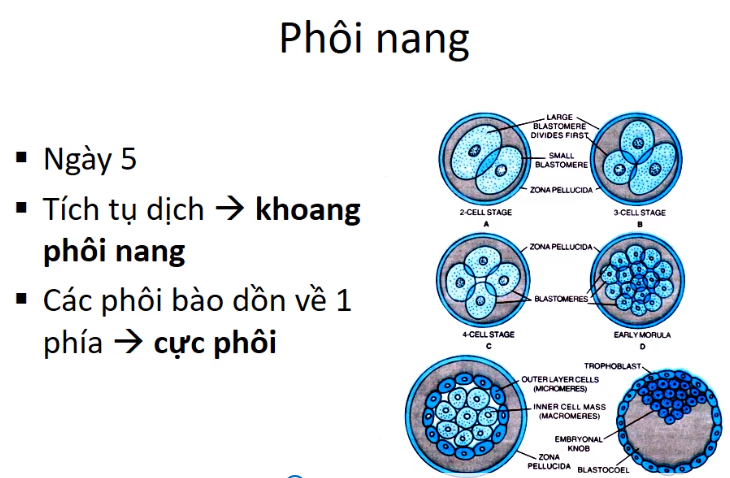 Phôi nang
▪ Ngày 5
▪ Tích tụ dịch → khoang
phôi nang
▪ Các phôi bào dồn về 1
phía → cực phôi
LARGE
BLASTOMERE
DIVIDES FIRST
SMALL
BLASTOMERE
ZONA PELLUCIDA
2-CELL STAGE
A
3-CELL STAGE
B
ZONA PELLUCIDA
BLASTOMERES
4-CELL STAGE
C
EARLY MORULA
D
OUTER LAYER CELLS
(MICROMERES)
INNER CELL MASS
(MACROMERES)
ZONA
PELLUCIDA
TROPHOBLAST
EMBRYONAL
KNOB
BLASTOCOEL